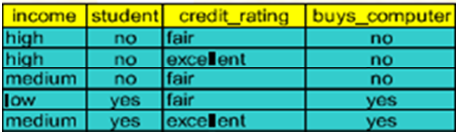 income student credit_rating buys_computer
high no fair no
high no excellent no
medium no fair no
low yes fair yes
medium yes excellent yes